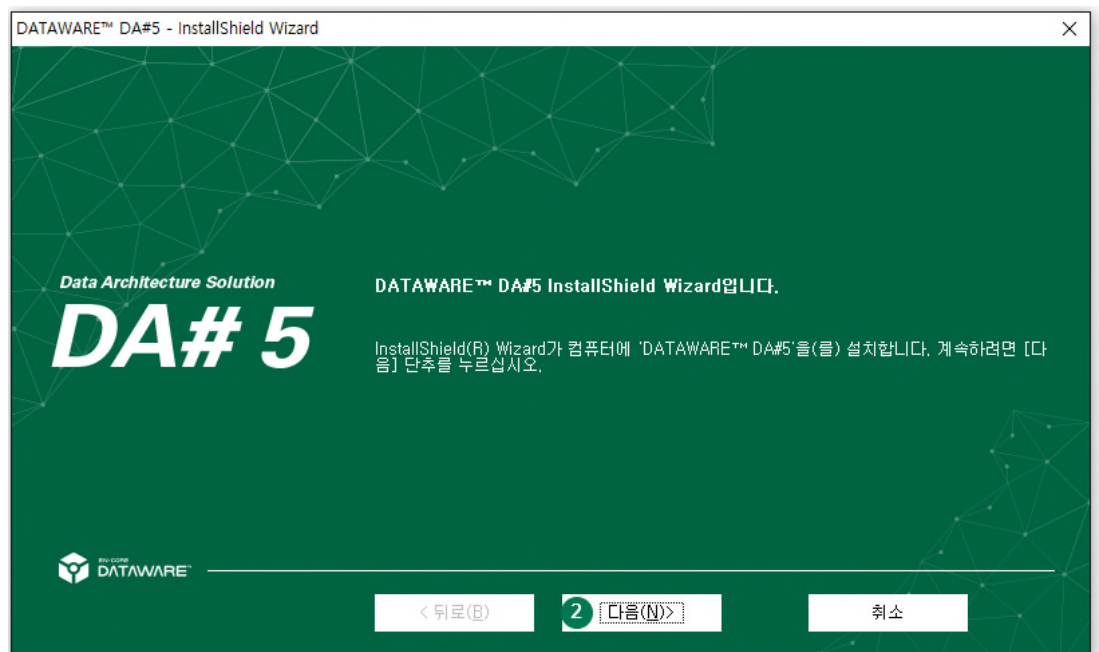 DATAWARE™ DA#5 - InstallShield Wizard
Data Architecture Solution
DA# 5
DATAWARE™ DA#5 InstallShield Wizard입니다.
InstallShield(R) Wizard가 컴퓨터에 'DATAWARE™ DA#5'을(를) 설치합니다. 계속하려면 [다
음] 단추를 누르십시오.
EN-CORE
DATAWARE™
< 뒤로(B)
2 다음(N)>
취소